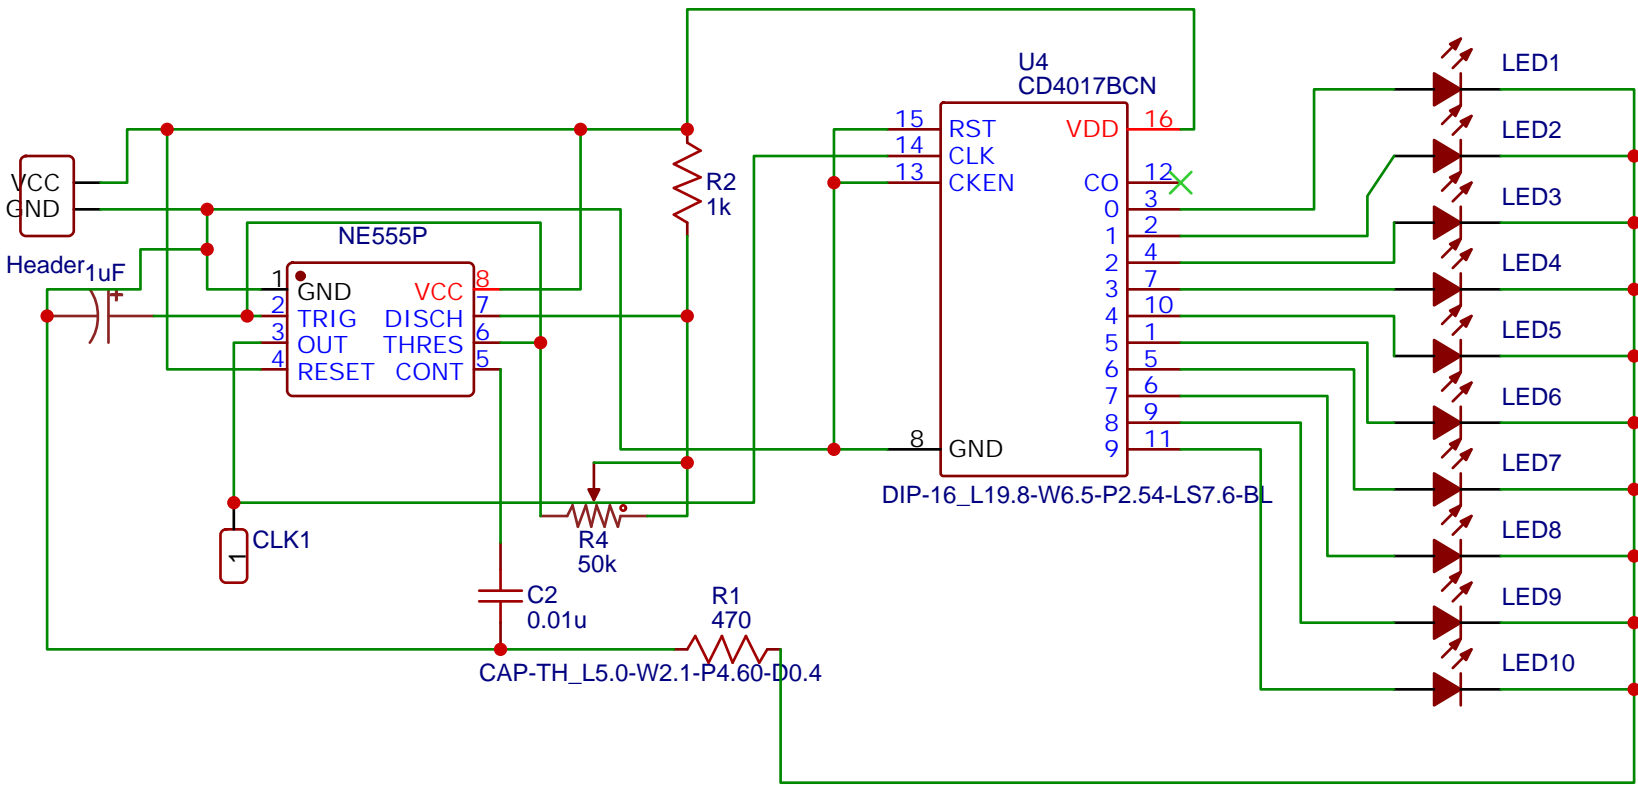 VCC
GND
Header
1uF
+
NE555P
1
GND
2
TRIG
3
OUT
4
RESET
VCC
8
DISCH
7
THRES
6
CONT
5
R2
1k
CLK1
1
R4
50k
C2
0.01u
CAP-TH_L5.0-W2.1-P4.60-D0.4
R1
470
U4
CD4017BCN
15
RST
14
CLK
13
CKEN
8
GND
VDD
16
CO
12
0
3
1
2
2
4
3
7
4
10
5
1
6
5
7
6
8
9
9
11
DIP-16_L19.8-W6.5-P2.54-LS7.6-BL
LED1
LED2
LED3
LED4
LED5
LED6
LED7
LED8
LED9
LED10